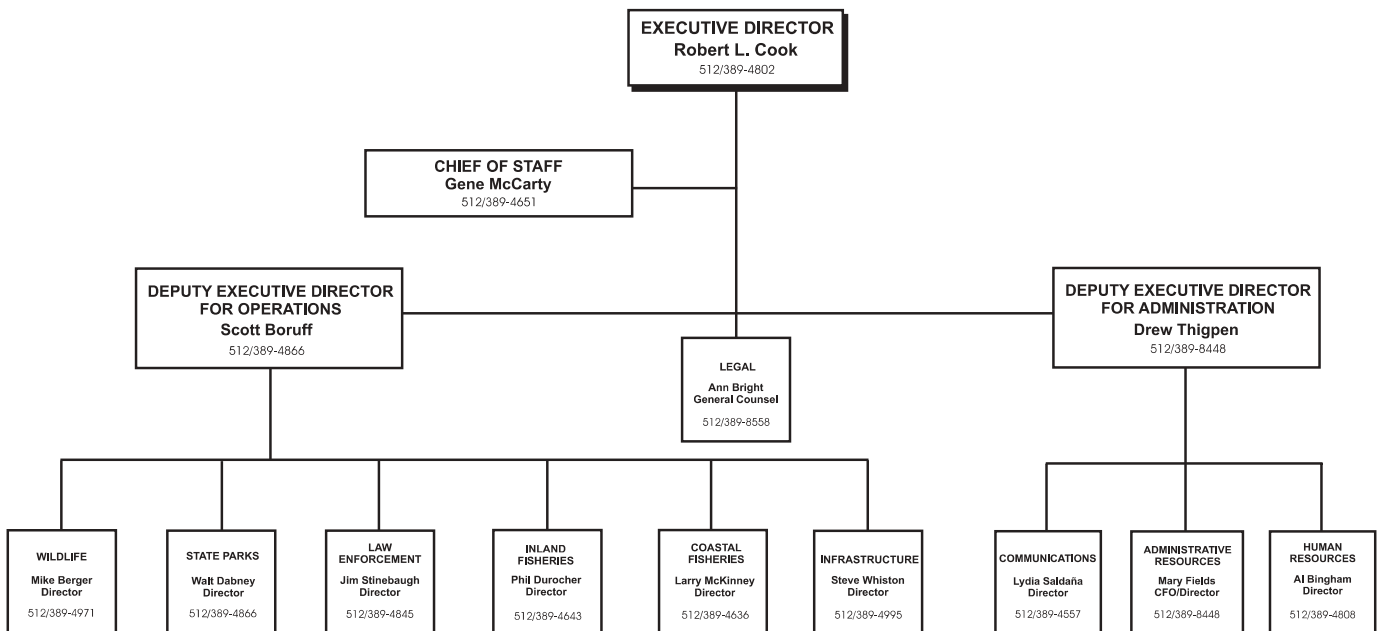 EXECUTIVE DIRECTOR
Robert L. Cook
512/389-4802
CHIEF OF STAFF
Gene McCarty
512/389-4651
DEPUTY EXECUTIVE DIRECTOR
FOR OPERATIONS
Scott Boruff
512/389-4866
DEPUTY EXECUTIVE DIRECTOR
FOR ADMINISTRATION
Drew Thigpen
512/389-8448
LEGAL
Ann Bright
General Counsel
512/389-8558
WILDLIFE
Mike Berger
Director
512/389-4971
STATE PARKS
Walt Dabney
Director
512/389-4866
LAW
ENFORCEMENT
Jim Stinebaugh
Director
512/389-4845
INLAND
FISHERIES
Phil Durocher
Director
512/389-4643
COASTAL
FISHERIES
Larry McKinney
Director
512/389-4636
INFRASTRUCTURE
Steve Whiston
Director
512/389-4995
COMMUNICATIONS
Lydia Saldaña
Director
512/389-4557
ADMINISTRATIVE
RESOURCES
Mary Fields
CFO/Director
512/389-8448
HUMAN
RESOURCES
Al Bingham
Director
512/389-4808